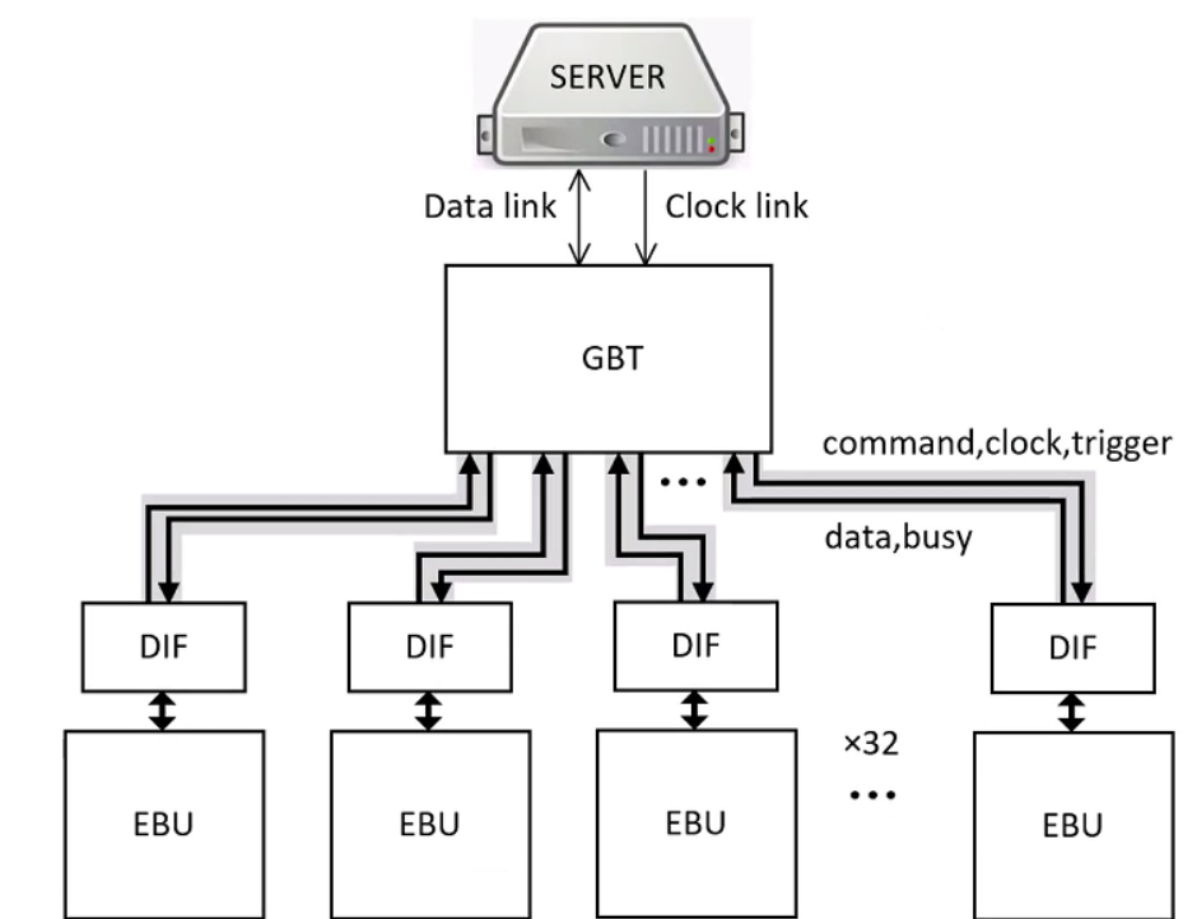 SERVER
Data link
Clock link
GBT
command,clock,trigger
...
data,busy
DIF
DIF
DIF
DIF
×32
...
EBU
EBU
EBU
EBU